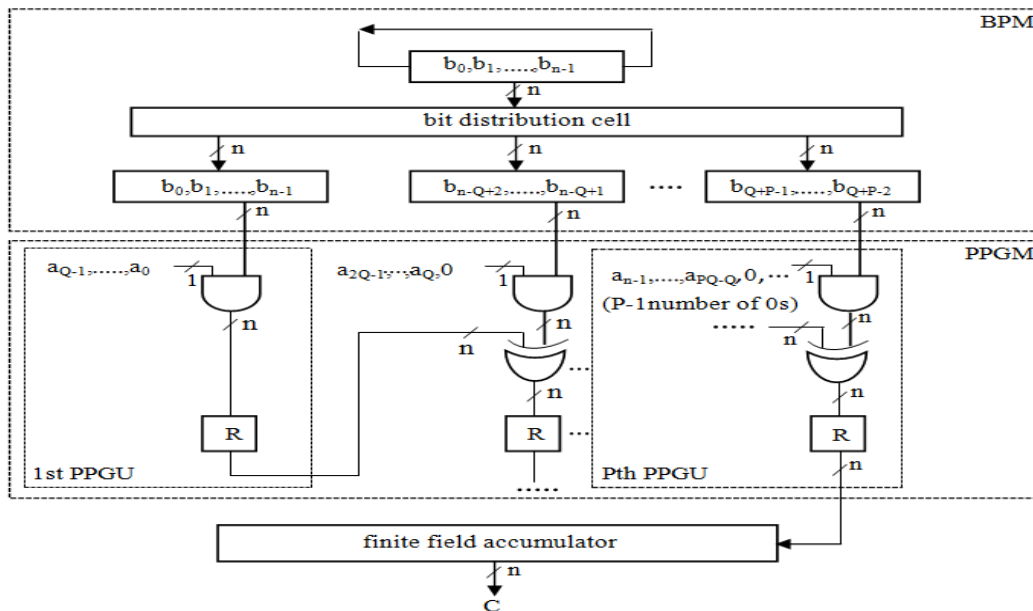 BPM
b0,b1,.....,bn-1
n
bit distribution cell
n
n
n
b0,b1,.....,bn-1
bn-Q+2,.....,bn-Q+1
....
bQ+P-1,.....,bQ+P-2
n
n
n
PPGM
aQ-1,.....,a0
1
a2Q-1,..,aQ,0
1
an-1,.....,aPQ-Q,0,...
1
(P-1number of 0s)
n
n
n
n
.....
n
...
n
n
R
R
...
R
1st PPGU
n
.....
Pth PPGU
finite field accumulator
n
C